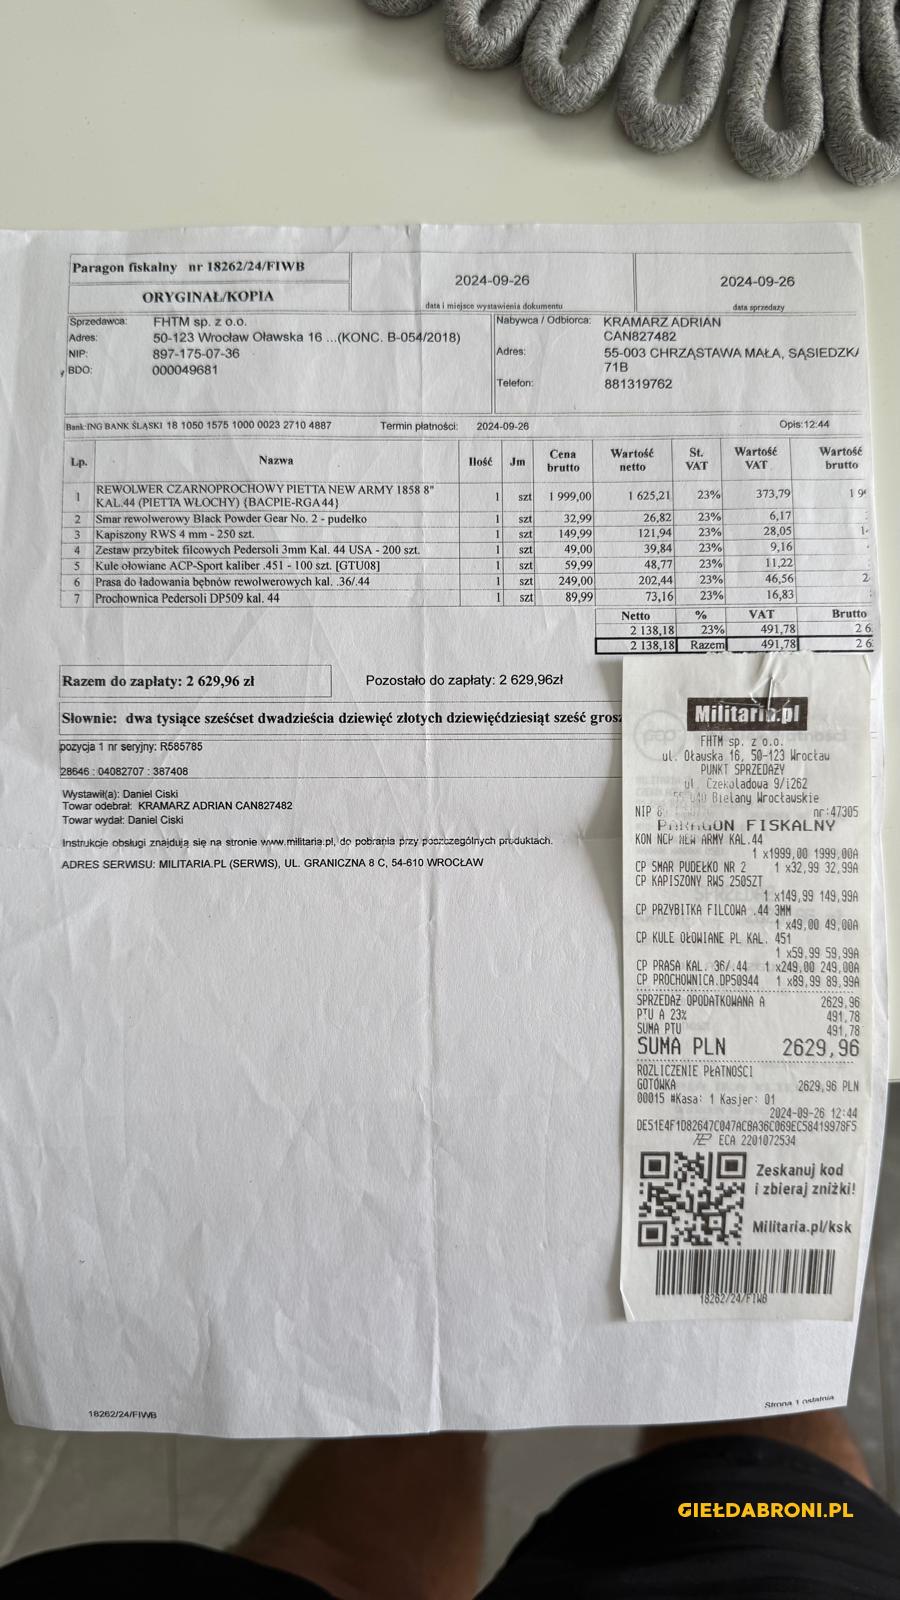 Paragon fiskalny nr 18262/24/FIWB
ORYGINAŁ/KOPIA
2024-09-26
data i miejsce wystawienia dokumentu
2024-09-26
data sprzedaży
Sprzedawca: FHTM sp. z o.o.
Adres: 50-123 Wrocław Oławska 16 ...(KONC. B-054/2018)
NIP: 897-175-07-36
BDO: 000049681
Nabywca / Odbiorca: KRAMARZ ADRIAN
CAN827482
Adres: 55-003 CHRZĄSTAWA MAŁA, SĄSIEDZKA
71B
Telefon: 881319762
Bank:ING BANK ŚLĄSKI 18 1050 1575 1000 0023 2710 4887 Termin płatności: 2024-09-26 Opis:12:44
Lp. Nazwa Ilość Jm Cena brutto Wartość netto St. VAT Wartość VAT Wartość brutto
1 REWOLWER CZARNOPROCHOWY PIETTA NEW ARMY 1858 8"
KAL.44 (PIETTA WŁOCHY) {BACPIE-RGA44} 1 szt 1 999,00 1 625,21 23% 373,79 1 9
2 Smar rewolwerowy Black Powder Gear No. 2 - pudełko 1 szt 32,99 26,82 23% 6,17
3 Kapiszony RWS 4 mm - 250 szt. 1 szt 149,99 121,94 23% 28,05 1
4 Zestaw przybitek filcowych Pedersoli 3mm Kal. 44 USA - 200 szt. 1 szt 49,00 39,84 23% 9,16
5 Kule ołowiane ACP-Sport kaliber .451 - 100 szt. [GTU08] 1 szt 59,99 48,77 23% 11,22
6 Prasa do ładowania bębnów rewolwerowych kal. .36/.44 1 szt 249,00 202,44 23% 46,56 2
7 Prochownica Pedersoli DP509 kal. 44 1 szt 89,99 73,16 23% 16,83
Netto % VAT Brutto
2 138,18 23% 491,78 2 6
2 138,18 Razem 491,78 2 6
Razem do zapłaty: 2 629,96 zł
Pozostało do zapłaty: 2 629,96zł
Słownie: dwa tysiące sześćset dwadzieścia dziewięć złotych dziewięćdziesiąt sześć grosz
pozycja 1 nr seryjny: R585785
28646 : 04082707 : 387408
Wystawił(a): Daniel Ciski
Towar odebrał: KRAMARZ ADRIAN CAN827482
Towar wydał: Daniel Ciski
Instrukcje obsługi znajdują się na stronie www.militaria.pl, do pobrania przy poszczególnych produktach.
ADRES SERWISU: MILITARIA.PL (SERWIS), UL. GRANICZNA 8 C, 54-610 WROCŁAW
Militaria.pl
FHTM sp. z o.o.
ul. Oławska 16, 50-123 Wrocław
PUNKT SPRZEDAŻY
ul. Czekoladowa 9/i262
Bielany Wrocławskie
NIP 8 nr:47305
PARAGON FISKALNY
KON NCP NEW ARMY KAL.44
1 x1999,00 1999,00A
CP SMAR PUDEŁKO NR 2 1 x32,99 32,99A
CP KAPISZONY RWS 250SZT
1 x149,99 149,99A
CP PRZYBITKA FILCOWA .44 3MM
1 x49,00 49,00A
CP KULE OŁOWIANE PL KAL. 451
1 x59,99 59,99A
CP PRASA KAL. 36/.44 1 x249,00 249,00A
CP PROCHOWNICA.DP50944 1 x89,99 89,99A
SPRZEDAŻ OPODATKOWANA A 2629,96
PTU A 23% 491,78
SUMA PTU 491,78
SUMA PLN 2629,96
ROZLICZENIE PŁATNOŚCI
GOTÓWKA 2629,96 PLN
00015 #Kasa: 1 Kasjer: 01
2024-09-26 12:44
DE51E4F1D82647C047ACBA36C069EC58419978F5
ECA 2201072534
Zeskanuj kod
i zbieraj zniżki!
Militaria.pl/ksk
18262/24/FIWB
18262/24/FIWB
Strona 1 ostatnia
GIEŁDABRONI.PL